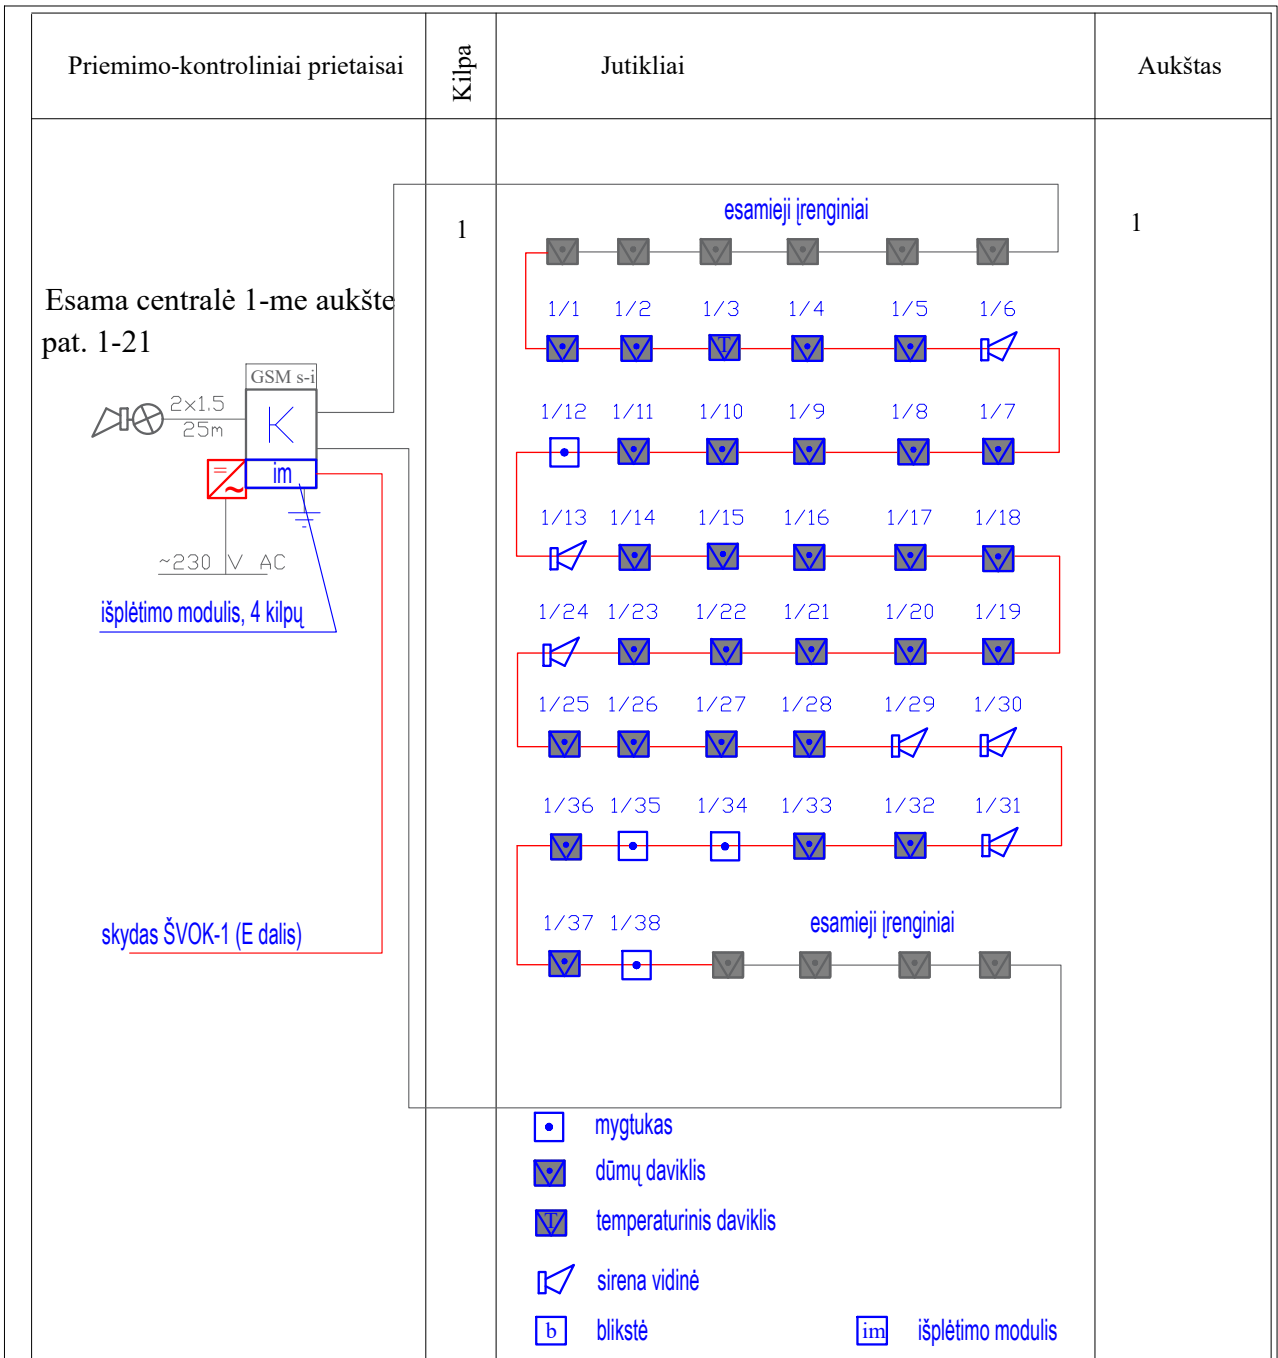 Priemimo-kontroliniai prietaisai
Kilpa
Jutikliai
Aukštas
1
1
esamieji įrenginiai
Esama centralė 1-me aukšte
pat. 1-21
1/1 1/2 1/3 1/4 1/5 1/6
T
GSM s-i
2x1.5
25m
K
im
1/12 1/11 1/10 1/9 1/8 1/7
1/13 1/14 1/15 1/16 1/17 1/18
~230 V AC
išplėtimo modulis, 4 kilpų
1/24 1/23 1/22 1/21 1/20 1/19
1/25 1/26 1/27 1/28 1/29 1/30
1/36 1/35 1/34 1/33 1/32 1/31
skydas ŠVOK-1 (E dalis)
1/37 1/38
esamieji įrenginiai
mygtukas
dūmų daviklis
T temperaturinis daviklis
sirena vidinė
b blikstė
im išplėtimo modulis